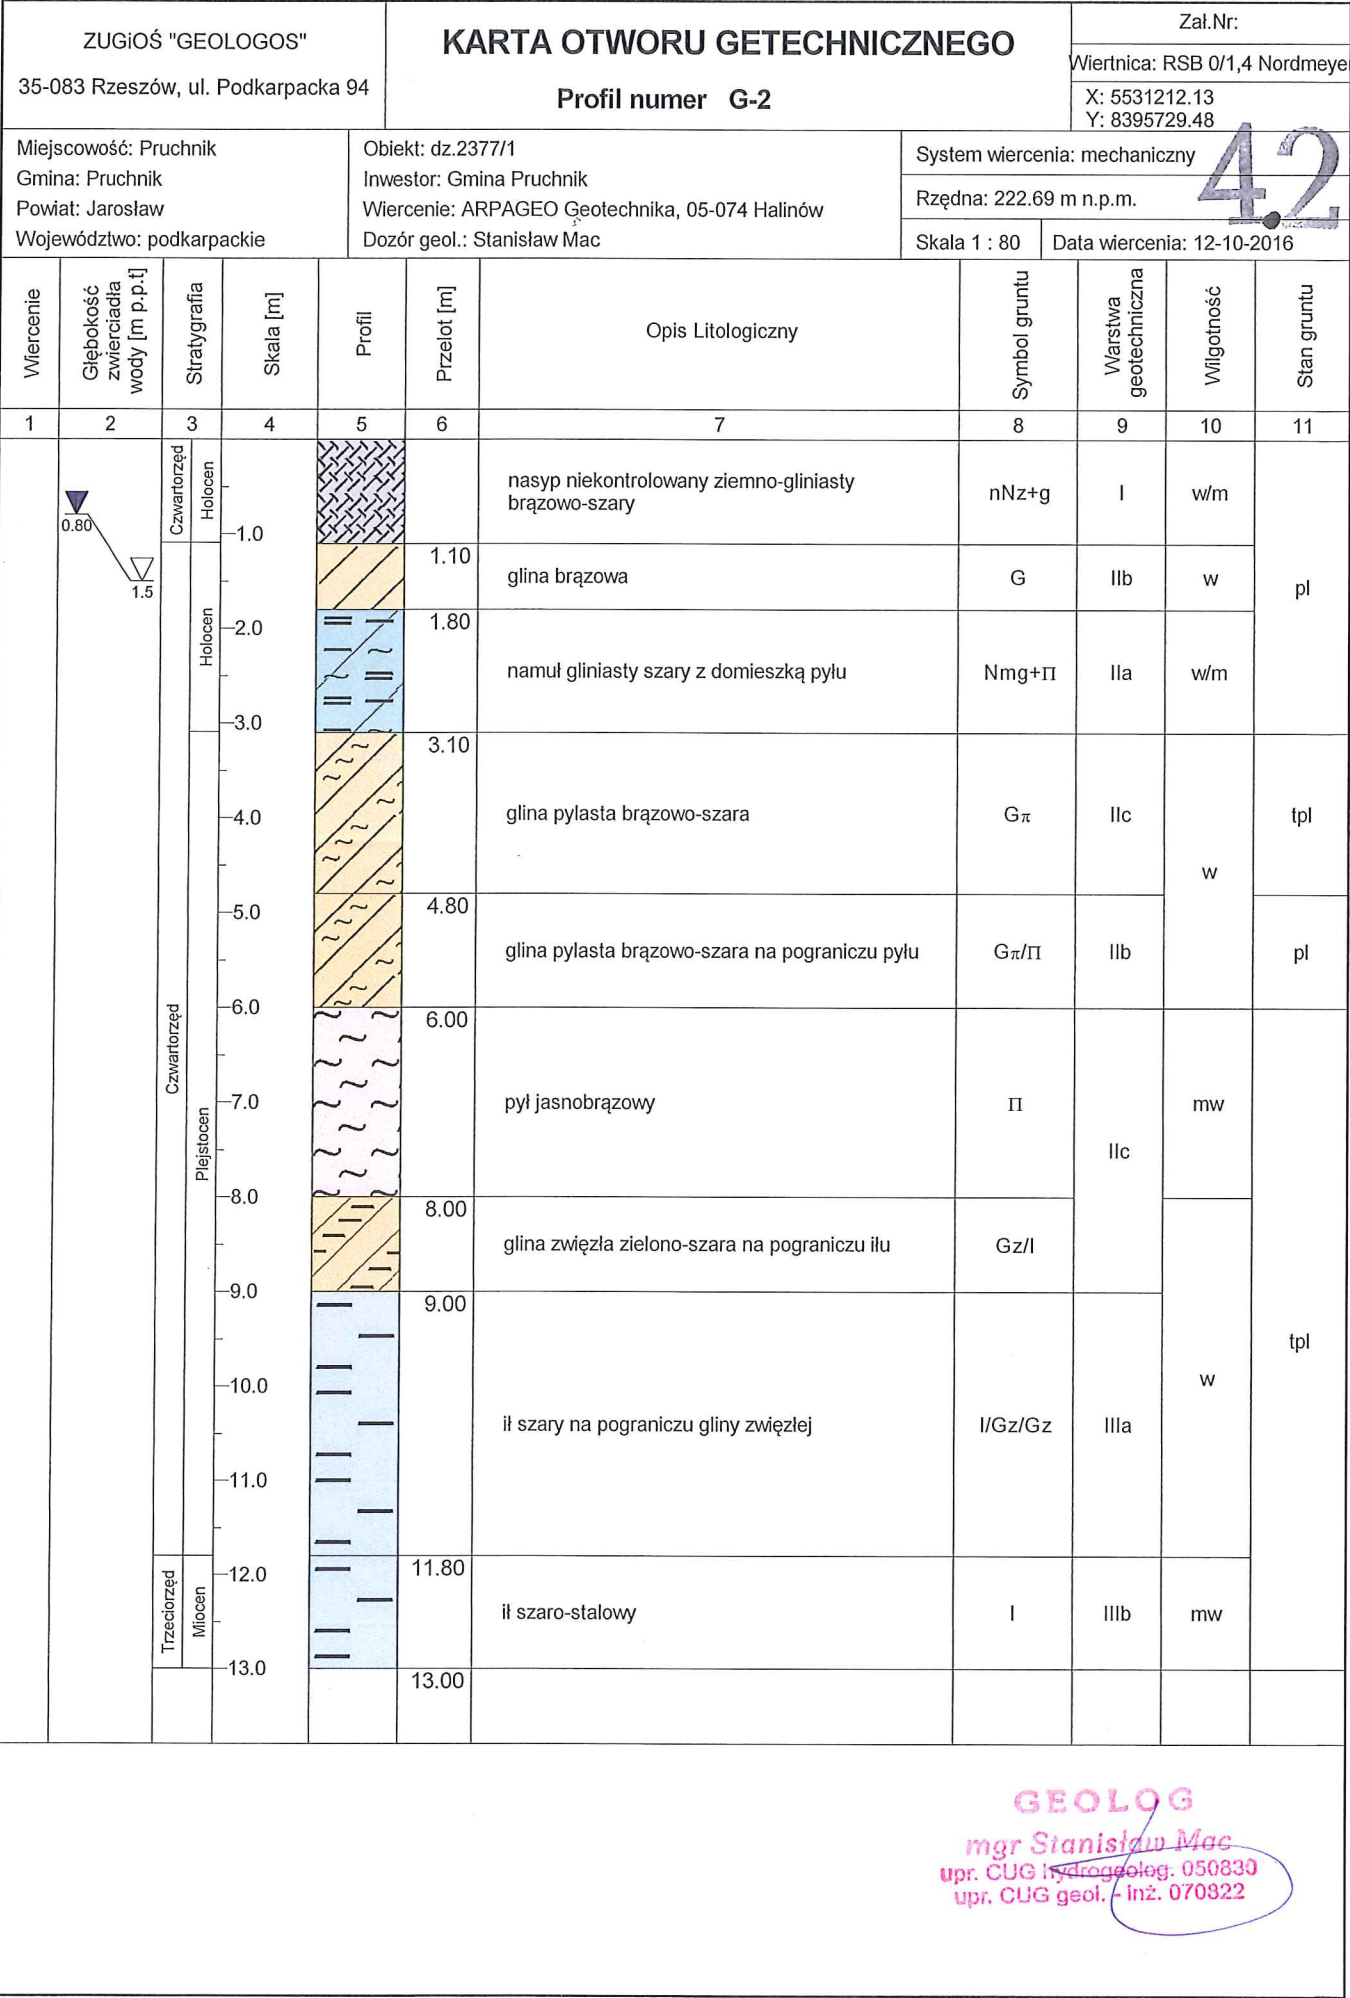 ZUGiOŚ "GEOLOGOS"
35-083 Rzeszów, ul. Podkarpacka 94
KARTA OTWORU GETECHNICZNEGO
Profil numer G-2
Zał.Nr:
Wiertnica: RSB 0/1,4 Nordmeye
X: 5531212.13
Y: 8395729.48
4.2
Miejscowość: Pruchnik
Gmina: Pruchnik
Powiat: Jarosław
Województwo: podkarpackie
Obiekt: dz.2377/1
Inwestor: Gmina Pruchnik
Wiercenie: ARPAGEO Geotechnika, 05-074 Halinów
Dozór geol.: Stanisław Mac
System wiercenia: mechaniczny
Rzędna: 222.69 m n.p.m.
Skala 1 : 80 Data wiercenia: 12-10-2016
Wiercenie
Głębokość
zwierciadła
wody [m p.p.t]
Stratygrafia
Skala [m]
Profil
Przelot [m]
Opis Litologiczny
Symbol gruntu
Warstwa
geotechniczna
Wilgotność
Stan gruntu
1 2 3 4 5 6 7 8 9 10 11
0.80
1.5
Czwartorzęd
Holocen
Czwartorzęd
Holocen
Plejstocen
Trzeciorzęd
Miocen
1.0
2.0
3.0
4.0
5.0
6.0
7.0
8.0
9.0
10.0
11.0
12.0
13.0
nasyp niekontrolowany ziemno-gliniasty
brązowo-szary
nNz+g I w/m
1.10
glina brązowa G IIb w
pl
1.80
namuł gliniasty szary z domieszką pyłu Nmg+Π IIa w/m
3.10
glina pylasta brązowo-szara Gπ IIc tpl
w
4.80
glina pylasta brązowo-szara na pograniczu pyłu Gπ/Π IIb pl
6.00
pył jasnobrązowy Π mw
IIc
8.00
glina zwięzła zielono-szara na pograniczu iłu Gz/I
9.00
tpl
w
ił szary na pograniczu gliny zwięzłej I/Gz/Gz IIIa
11.80
ił szaro-stalowy I IIIb mw
13.00
GEOLOG
mgr Stanisław Mac
upr. CUG hydrogeolog. 050830
upr. CUG geol. - inż. 070322